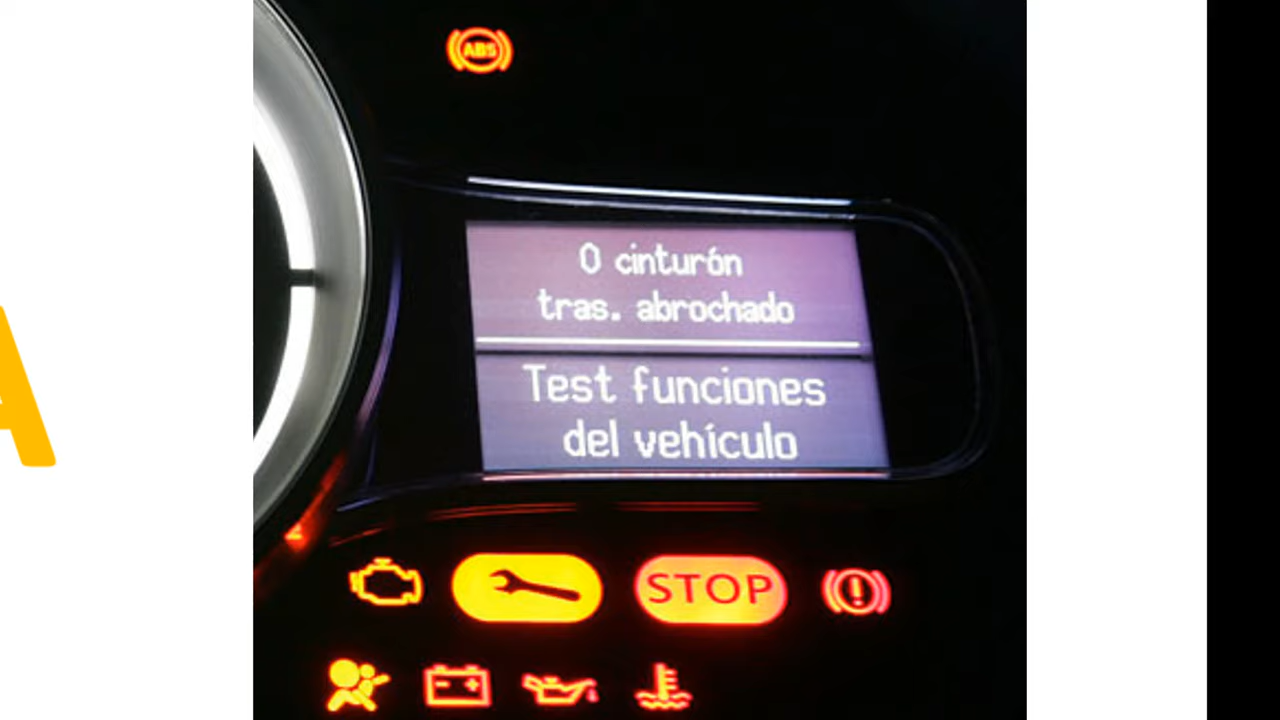 A
ABS
0 cinturón
tras. abrochado
Test funciones
del vehículo
STOP